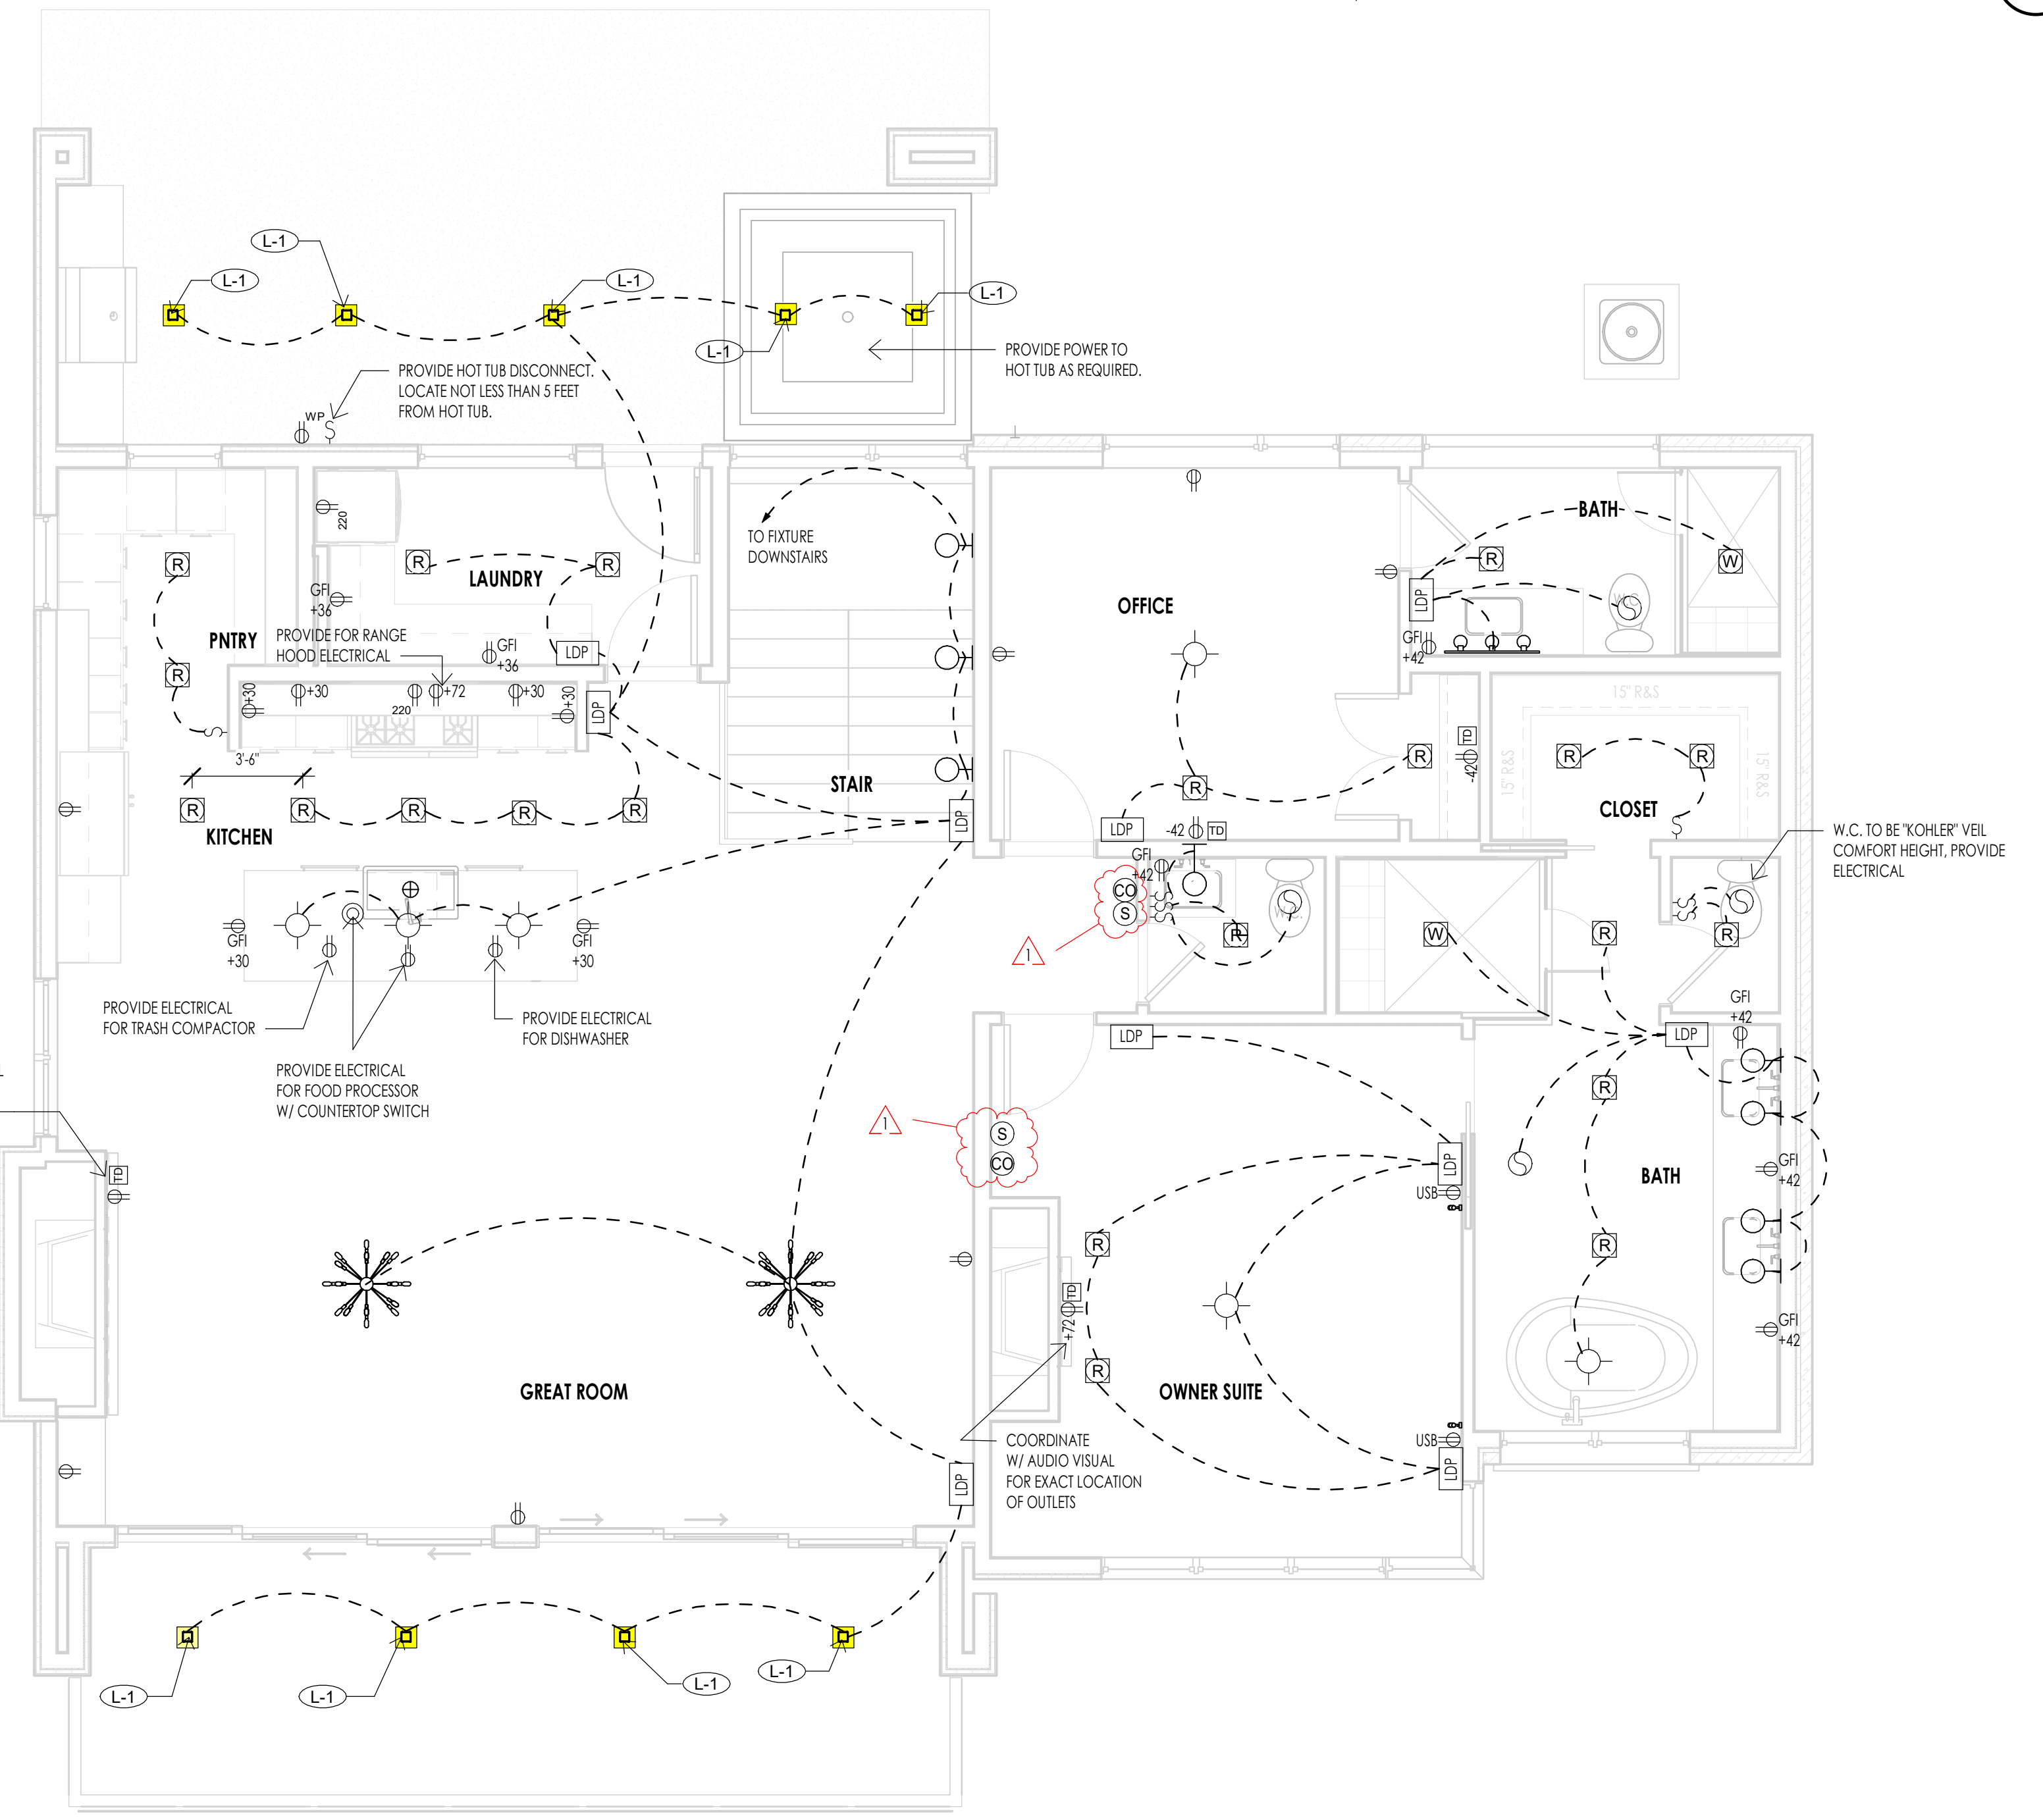 L-1
L-1
L-1
L-1
L-1
PROVIDE HOT TUB DISCONNECT.
LOCATE NOT LESS THAN 5 FEET
FROM HOT TUB.
PROVIDE POWER TO
HOT TUB AS REQUIRED.
WP
S
220
R
R
LAUNDRY
GFI
+36
GFI
+36
LDP
TO FIXTURE
DOWNSTAIRS
BATH
R
W
LDP
W.C.
GFI
+42
OFFICE
R
R
PNTRY
PROVIDE FOR RANGE
HOOD ELECTRICAL
+30
+30
+72
+30
+30
220
LDP
S
3'-6"
R
R
R
R
R
KITCHEN
STAIR
LDP
R
R
LDP
-42
TD
-42
TD
15" R&S
15" R&S
15" R&S
R
R
S
CLOSET
W.C. TO BE "KOHLER" VEIL
COMFORT HEIGHT, PROVIDE
ELECTRICAL
GFI
+42
CO
S
S
S
S
1
R
W.C.
W
R
S
S
R
GFI
+30
GFI
+30
PROVIDE ELECTRICAL
FOR TRASH COMPACTOR
PROVIDE ELECTRICAL
FOR DISHWASHER
PROVIDE ELECTRICAL
FOR FOOD PROCESSOR
W/ COUNTERTOP SWITCH
GFI
+42
LDP
LDP
R
1
S
CO
LDP
USB
BATH
GFI
+42
TD
R
R
TD
+72
R
GFI
+42
GREAT ROOM
OWNER SUITE
USB
LDP
COORDINATE
W/ AUDIO VISUAL
FOR EXACT LOCATION
OF OUTLETS
LDP
L-1
L-1
L-1
L-1